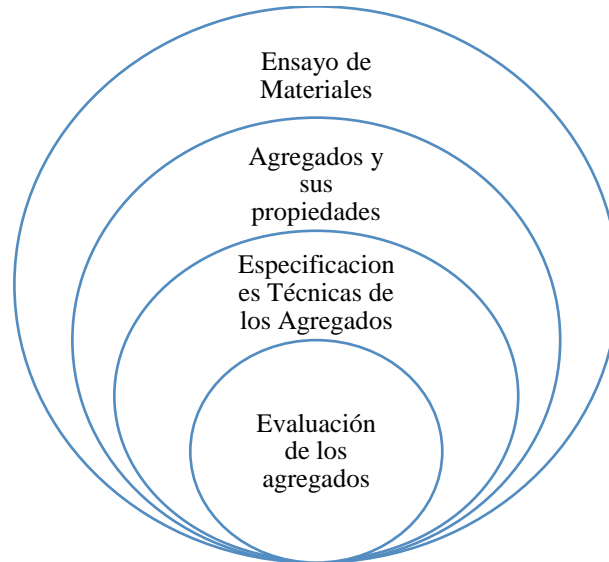 Ensayo de
Materiales
Agregados y
sus
propiedades
Especificacion
es Técnicas de
los Agregados
Evaluación
de los
agregados